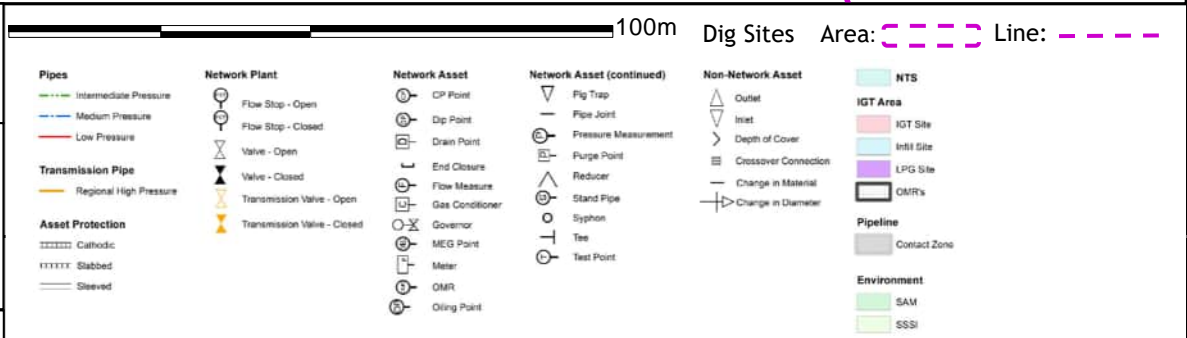 100m Dig Sites Area: Line:
Pipes
Intermediate Pressure
Medium Pressure
Low Pressure
Transmission Pipe
Regional High Pressure
Asset Protection
Cathodic
Slabbed
Sleeved
Network Plant
Flow Stop - Open
Flow Stop - Closed
Valve - Open
Valve - Closed
Transmission Valve - Open
Transmission Valve - Closed
Network Asset
CP Point
Dip Point
Drain Point
End Closure
Flow Measure
Gas Conditioner
Governor
MEG Point
Meter
OMR
Oiling Point
Network Asset (continued)
Pig Trap
Pipe Joint
Pressure Measurement
Purge Point
Reducer
Stand Pipe
Syphon
Tee
Test Point
Non-Network Asset
Outlet
Inlet
Depth of Cover
Crossover Connection
Change in Material
Change in Diameter
NTS
IGT Area
IGT Site
Infill Site
LPG Site
OMR's
Pipeline
Contact Zone
Environment
SAM
SSSI